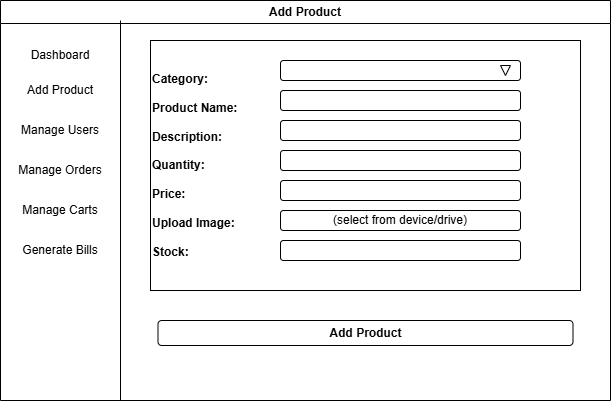 Add Product
Dashboard
Add Product
Manage Users
Manage Orders
Manage Carts
Generate Bills
Category:
Product Name:
Description:
Quantity:
Price:
Upload Image: (select from device/drive)
Stock:
Add Product